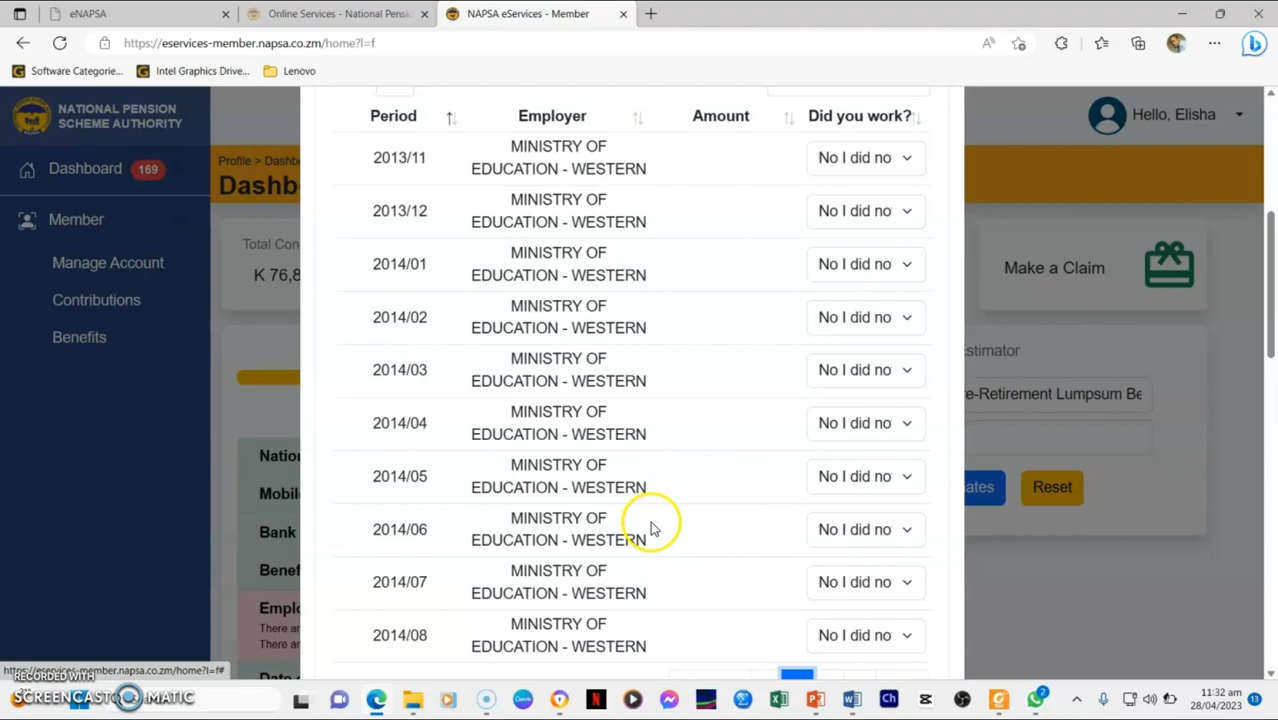 eNAPSA
Online Services - National Pensi
NAPSA eServices - Member
https://eservices-member.napsa.co.zm/home?l=f
Software Categorie...
Intel Graphics Drive...
Lenovo
NATIONAL PENSION
SCHEME AUTHORITY
Hello, Elisha
Dashboard 169
Member
Manage Account
Contributions
Benefits
Profile > Dashb
Dashb
Total Con
K 76,8
Make a Claim
Period Employer Amount Did you work?
2013/11 MINISTRY OF
EDUCATION - WESTERN No I did no
2013/12 MINISTRY OF
EDUCATION - WESTERN No I did no
2014/01 MINISTRY OF
EDUCATION - WESTERN No I did no
2014/02 MINISTRY OF
EDUCATION - WESTERN No I did no
2014/03 MINISTRY OF
EDUCATION - WESTERN No I did no
2014/04 MINISTRY OF
EDUCATION - WESTERN No I did no
2014/05 MINISTRY OF
EDUCATION - WESTERN No I did no
2014/06 MINISTRY OF
EDUCATION - WESTERN No I did no
2014/07 MINISTRY OF
EDUCATION - WESTERN No I did no
2014/08 MINISTRY OF
EDUCATION - WESTERN No I did no
Estimator
e-Retirement Lumpsum Be
ates
Reset
Nation
Mobil
Bank
Benef
Emplo
There ar
There ar
Date o
https://eservices-member.napsa.co.zm/home?l=f#
RECORDED WITH
SCREENCAST MATIC
2
11:32 am
28/04/2023
13